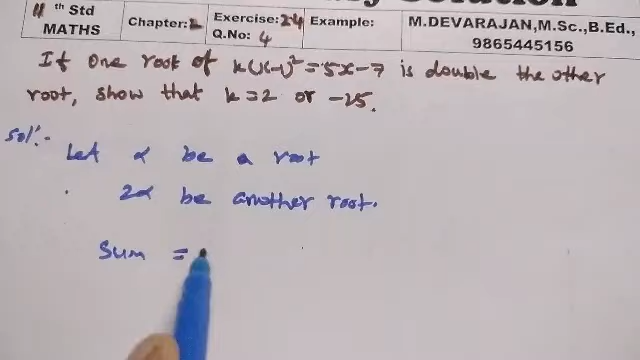 Solution
11th Std
MATHS
Chapter:2
Exercise:2.4
Q.No: 4
Example:
M.DEVARAJAN,M.Sc.,B.Ed.,
9865445156
If one root of k(x-1)² = 5x-7 is double the other
root, show that k=2 or -25.
Sol:-
Let α be a root
2α be another root.
Sum =